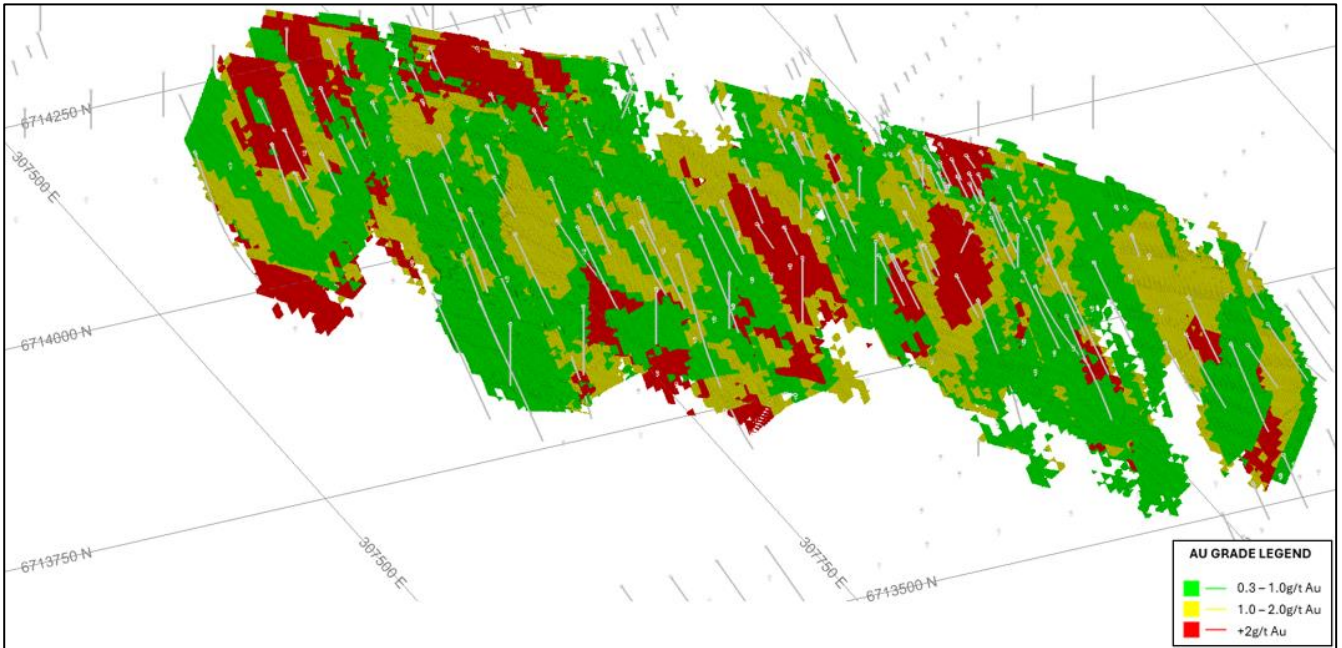 6714250 N
307500 E
6714000 N
6713750 N
307500 E
307750 E
6713500 N
AU GRADE LEGEND
0.3 – 1.0g/t Au
1.0 – 2.0g/t Au
+2g/t Au